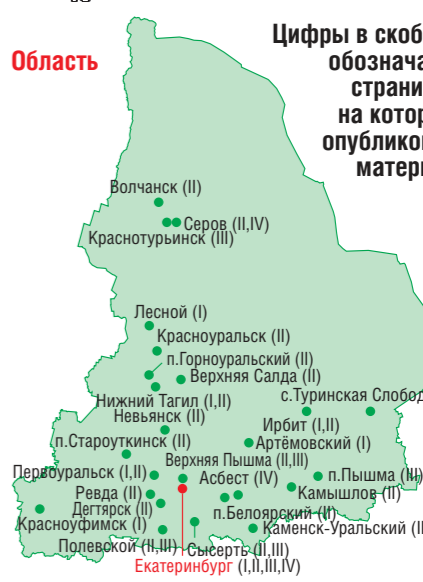 Область
Цифры в скоб
обознача
страни
на котор
опубликов
матери
Волчанск (II)
Серов (II,IV)
Краснотурьинск (III)
Лесной (I)
Красноуральск (II)
п.Горноуральский (II)
Верхняя Салда (II)
с.Туринская Слобод
Нижний Тагил (I,II)
Невьянск (II)
Ирбит (I,II)
п.Староуткинск (II)
Артёмовский (I)
Верхняя Пышма (II,III)
Первоуральск (I,II)
Асбест (IV)
п.Пышма (III)
Ревда (II)
Камышлов (II)
Дегтярск (II)
п.Белоярский (II)
Красноуфимск (I)
Каменск-Уральский (II
Полевской (II,III)
Сысерть (II,III)
Екатеринбург (I,II,III,IV)